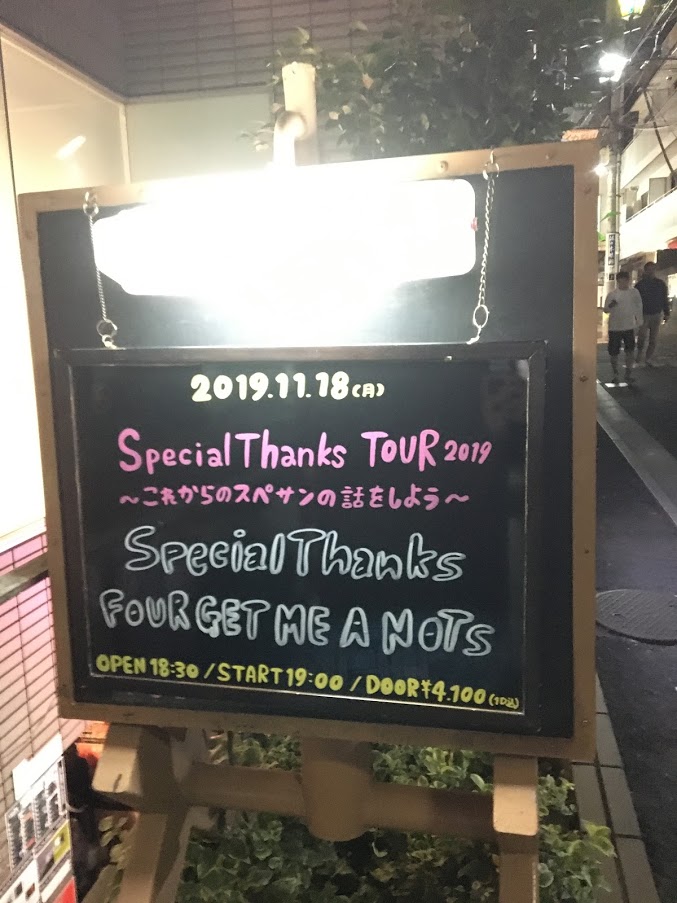 2019.11.18(月)
SpecialThanks TOUR 2019
～これからのスペサンの話をしよう～
SpecialThanks
FOUR GET ME A NOTS
OPEN 18:30 / START 19:00 / DOOR ¥4.100 (1D込)